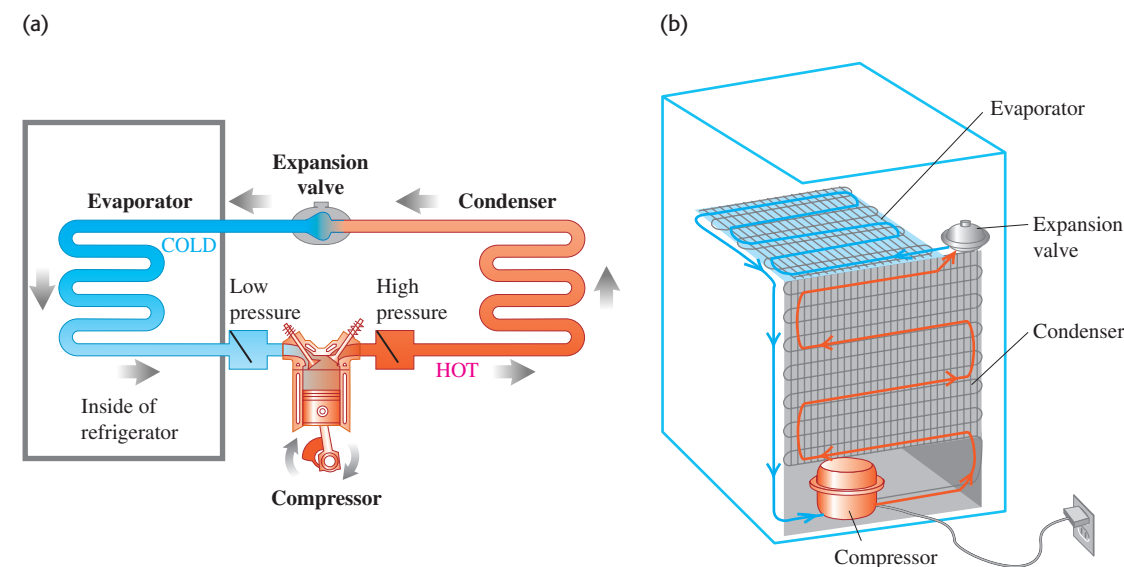 (a)
Expansion
valve
Evaporator
Condenser
COLD
Low
pressure
High
pressure
HOT
Inside of
refrigerator
Compressor
(b)
Evaporator
Expansion
valve
Condenser
Compressor